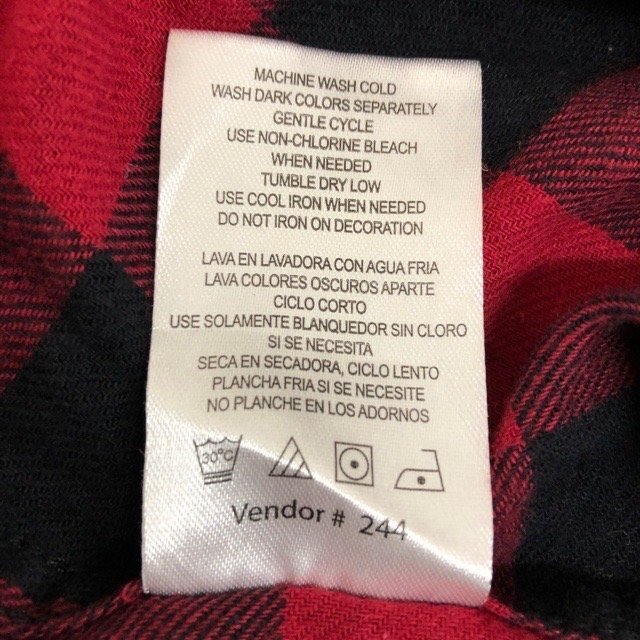 MACHINE WASH COLD
WASH DARK COLORS SEPARATELY
GENTLE CYCLE
USE NON-CHLORINE BLEACH
WHEN NEEDED
TUMBLE DRY LOW
USE COOL IRON WHEN NEEDED
DO NOT IRON ON DECORATION
LAVA EN LAVADORA CON AGUA FRIA
LAVA COLORES OSCUROS APARTE
CICLO CORTO
USE SOLAMENTE BLANQUEDOR SIN CLORO
SI SE NECESITA
SECA EN SECADORA, CICLO LENTO
PLANCHA FRIA SI SE NECESITE
NO PLANCHE EN LOS ADORNOS
30°C
Vendor # 244